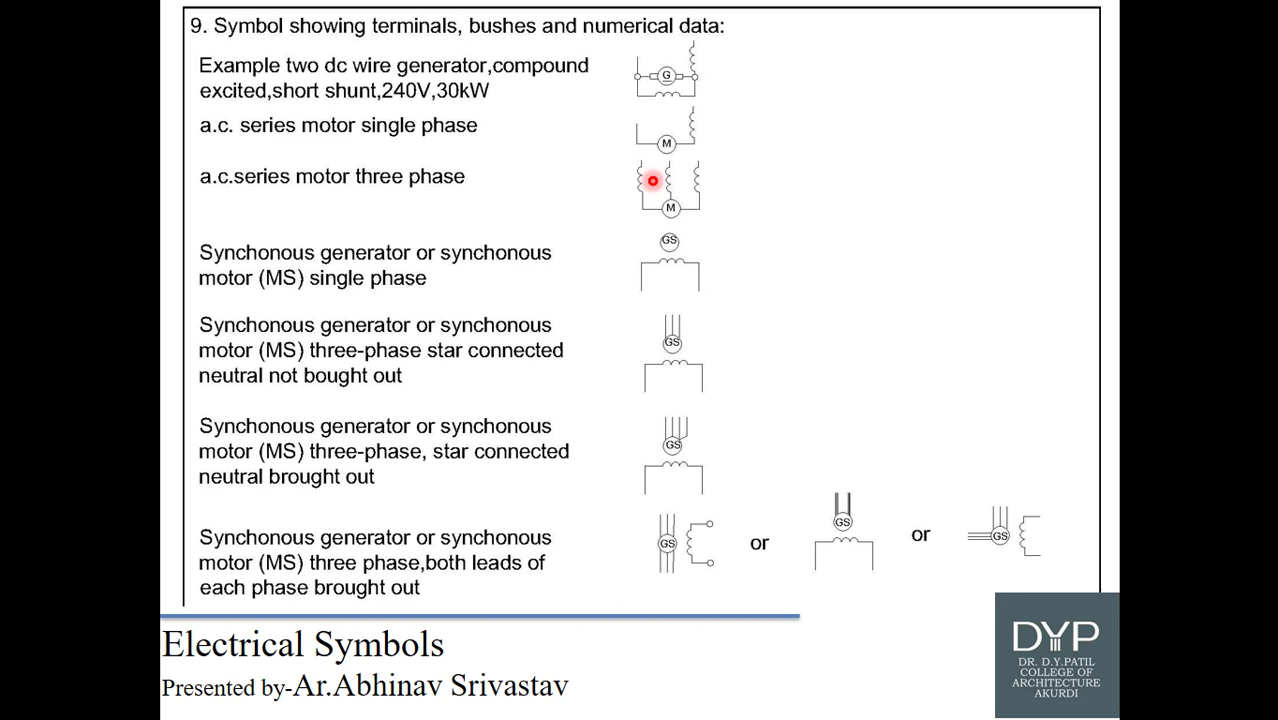 9. Symbol showing terminals, bushes and numerical data:
Example two dc wire generator,compound
excited,short shunt,240V,30kW
G
a.c. series motor single phase
M
a.c.series motor three phase
M
Synchonous generator or synchonous
motor (MS) single phase
GS
Synchonous generator or synchonous
motor (MS) three-phase star connected
neutral not bought out
GS
Synchonous generator or synchonous
motor (MS) three-phase, star connected
neutral brought out
GS
Synchonous generator or synchonous
motor (MS) three phase,both leads of
each phase brought out
GS or GS or GS
Electrical Symbols
Presented by-Ar.Abhinav Srivastav
DYP
DR. D.Y.PATIL
COLLEGE OF
ARCHITECTURE
AKURDI